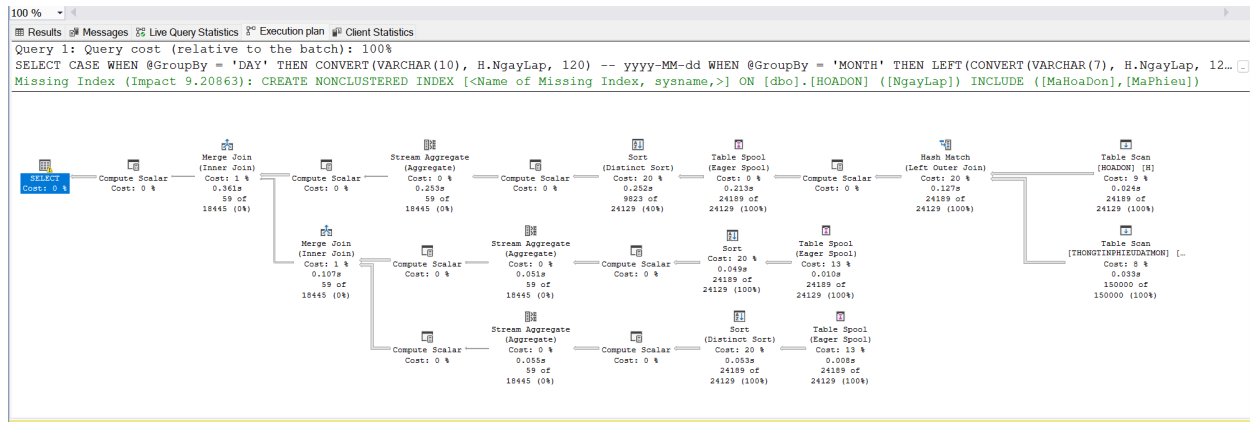 100 %
Results Messages Live Query Statistics Execution plan Client Statistics
Query 1: Query cost (relative to the batch): 100%
SELECT CASE WHEN @GroupBy = 'DAY' THEN CONVERT(VARCHAR(10), H.NgayLap, 120) -- yyyy-MM-dd WHEN @GroupBy = 'MONTH' THEN LEFT(CONVERT(VARCHAR(7), H.NgayLap, 12...
Missing Index (Impact 9.20863): CREATE NONCLUSTERED INDEX [<Name of Missing Index, sysname,>] ON [dbo].[HOADON] ([NgayLap]) INCLUDE ([MaHoaDon],[MaPhieu])
SELECT
Cost: 0 %
Compute Scalar
Cost: 0 %
Merge Join
(Inner Join)
Cost: 1 %
0.361s
59 of
18445 (0%)
Compute Scalar
Cost: 0 %
Stream Aggregate
(Aggregate)
Cost: 0 %
0.253s
59 of
18445 (0%)
Compute Scalar
Cost: 0 %
Sort
(Distinct Sort)
Cost: 20 %
0.252s
9823 of
24129 (40%)
Table Spool
(Eager Spool)
Cost: 0 %
0.213s
24189 of
24129 (100%)
Compute Scalar
Cost: 0 %
Hash Match
(Left Outer Join)
Cost: 20 %
0.127s
24189 of
24129 (100%)
Table Scan
[HOADON] [H]
Cost: 9 %
0.024s
24189 of
24129 (100%)
Merge Join
(Inner Join)
Cost: 1 %
0.107s
59 of
18445 (0%)
Compute Scalar
Cost: 0 %
Stream Aggregate
(Aggregate)
Cost: 0 %
0.051s
59 of
18445 (0%)
Compute Scalar
Cost: 0 %
Sort
Cost: 20 %
0.049s
24189 of
24129 (100%)
Table Spool
(Eager Spool)
Cost: 13 %
0.010s
24189 of
24129 (100%)
Table Scan
[THONGTINPHIEUDATMON] [...
Cost: 8 %
0.033s
150000 of
150000 (100%)
Compute Scalar
Cost: 0 %
Stream Aggregate
(Aggregate)
Cost: 0 %
0.055s
59 of
18445 (0%)
Compute Scalar
Cost: 0 %
Sort
(Distinct Sort)
Cost: 20 %
0.053s
24189 of
24129 (100%)
Table Spool
(Eager Spool)
Cost: 13 %
0.008s
24189 of
24129 (100%)